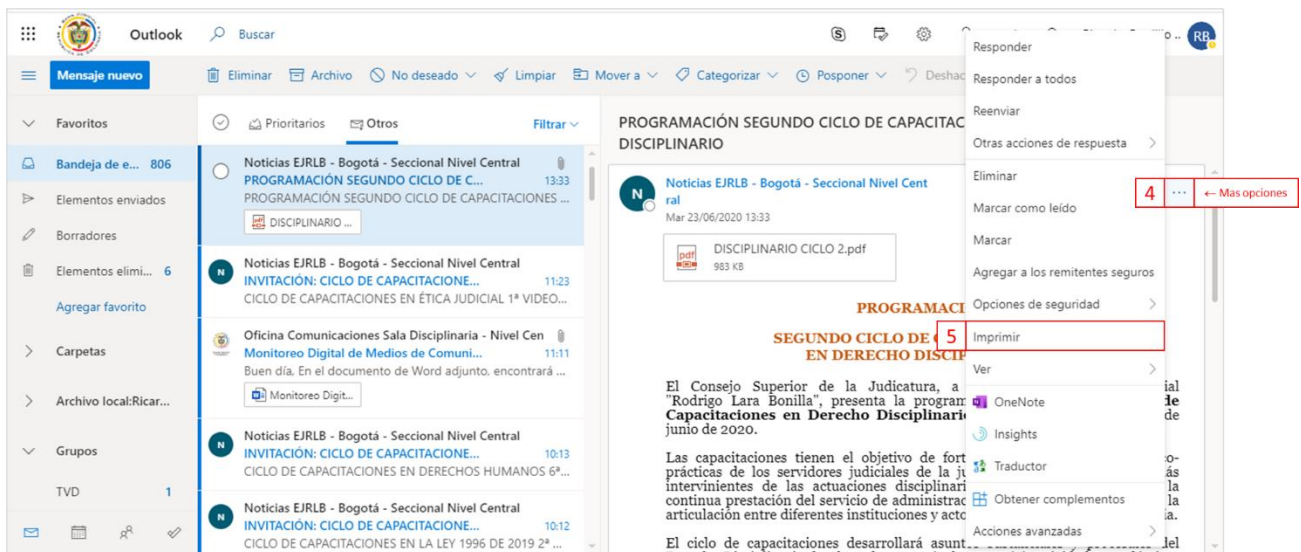 Outlook
Buscar
RB
Mensaje nuevo
Eliminar
Archivo
No deseado
Limpiar
Mover a
Categorizar
Posponer
Favoritos
Bandeja de e... 806
Elementos enviados
Borradores
Elementos elimi... 6
Agregar favorito
Carpetas
Archivo local:Ricar...
Grupos
TVD 1
Prioritarios
Otros
Filtrar
Noticias EJRLB - Bogotá - Seccional Nivel Central
PROGRAMACIÓN SEGUNDO CICLO DE C... 13:33
PROGRAMACIÓN SEGUNDO CICLO DE CAPACITACIONES ...
DISCIPLINARIO ...
N
Noticias EJRLB - Bogotá - Seccional Nivel Central
INVITACIÓN: CICLO DE CAPACITACIONE... 11:23
CICLO DE CAPACITACIONES EN ÉTICA JUDICIAL 1ª VIDEO...
Oficina Comunicaciones Sala Disciplinaria - Nivel Cen
Monitoreo Digital de Medios de Comuni... 11:11
Buen día, En el documento de Word adjunto, encontrará ...
Monitoreo Digit...
N
Noticias EJRLB - Bogotá - Seccional Nivel Central
INVITACIÓN: CICLO DE CAPACITACIONE... 10:13
CICLO DE CAPACITACIONES EN DERECHOS HUMANOS 6ª...
N
Noticias EJRLB - Bogotá - Seccional Nivel Central
INVITACIÓN: CICLO DE CAPACITACIONE... 10:12
CICLO DE CAPACITACIONES EN LA LEY 1996 DE 2019 2ª ...
PROGRAMACIÓN SEGUNDO CICLO DE CAPACITAC
DISCIPLINARIO
N
Noticias EJRLB - Bogotá - Seccional Nivel Cent
ral
Mar 23/06/2020 13:33
pdf
DISCIPLINARIO CICLO 2.pdf
983 KB
PROGRAMACI
SEGUNDO CICLO DE
EN DERECHO DISCIP
El Consejo Superior de la Judicatura, a
"Rodrigo Lara Bonilla", presenta la program de
Capacitaciones en Derecho Disciplinari de
junio de 2020.
Las capacitaciones tienen el objetivo de fort co-
prácticas de los servidores judiciales de la ju ás
intervinientes de las actuaciones disciplinari la
continua prestación del servicio de administrac la
articulación entre diferentes instituciones y acto ia.
El ciclo de capacitaciones desarrollará asunt del
Responder
Responder a todos
Reenviar
Otras acciones de respuesta
Eliminar
Marcar como leído
Marcar
Agregar a los remitentes seguros
Opciones de seguridad
5 Imprimir
Ver
OneNote
Insights
Traductor
Obtener complementos
Acciones avanzadas
4 ... ← Mas opciones